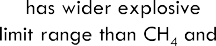 has wider explosive
limit range than CH₄ and